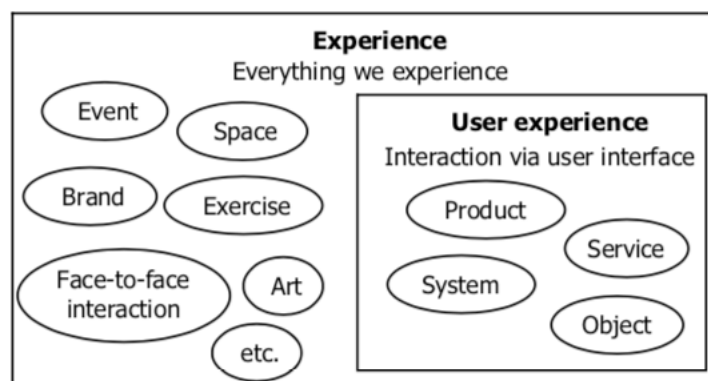 Experience
Everything we experience
Event
Space
Brand
Exercise
Face-to-face
interaction
Art
etc.
User experience
Interaction via user interface
Product
Service
System
Object